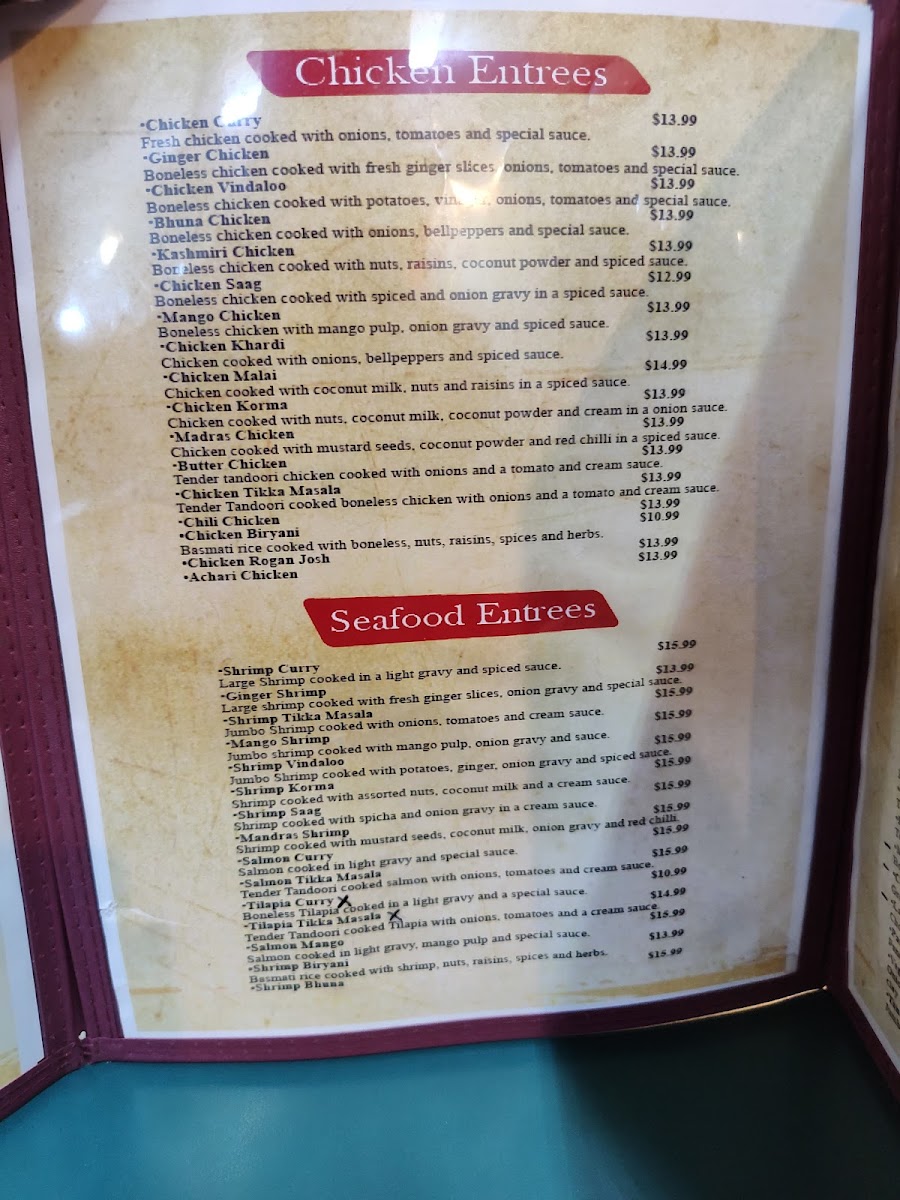 Chicken Entrees
•Chicken Curry $13.99
Fresh chicken cooked with onions, tomatoes and special sauce.
•Ginger Chicken $13.99
Boneless chicken cooked with fresh ginger slices, onions, tomatoes and special sauce.
•Chicken Vindaloo $13.99
Boneless chicken cooked with potatoes, onions, tomatoes and special sauce.
•Bhuna Chicken $13.99
Boneless chicken cooked with onions, bellpeppers and special sauce.
•Kashmiri Chicken $13.99
Boneless chicken cooked with nuts, raisins, coconut powder and spiced sauce.
•Chicken Saag $12.99
Boneless chicken cooked with spiced and onion gravy in a spiced sauce.
•Mango Chicken $13.99
Boneless chicken with mango pulp, onion gravy and spiced sauce.
•Chicken Khardi $13.99
Chicken cooked with onions, bellpeppers and spiced sauce.
•Chicken Malai $14.99
Chicken cooked with coconut milk, nuts and raisins in a spiced sauce.
•Chicken Korma $13.99
Chicken cooked with nuts, coconut milk, coconut powder and cream in a onion sauce.
•Madras Chicken $13.99
Chicken cooked with mustard seeds, coconut powder and red chilli in a spiced sauce.
•Butter Chicken $13.99
Tender tandoori chicken cooked with onions and a tomato and cream sauce.
•Chicken Tikka Masala $13.99
Tender Tandoori cooked boneless chicken with onions and a tomato and cream sauce.
•Chili Chicken $13.99
•Chicken Biryani $10.99
Basmati rice cooked with boneless, nuts, raisins, spices and herbs.
•Chicken Rogan Josh $13.99
•Achari Chicken $13.99
Seafood Entrees
•Shrimp Curry $15.99
Large Shrimp cooked in a light gravy and spiced sauce.
•Ginger Shrimp $13.99
Large shrimp cooked with fresh ginger slices, onion gravy and special sauce.
•Shrimp Tikka Masala $15.99
Jumbo Shrimp cooked with onions, tomatoes and cream sauce.
•Mango Shrimp $15.99
Jumbo shrimp cooked with mango pulp, onion gravy and sauce.
•Shrimp Vindaloo $15.99
Jumbo Shrimp cooked with potatoes, ginger, onion gravy and spiced sauce.
•Shrimp Korma $15.99
Shrimp cooked with assorted nuts, coconut milk and a cream sauce.
•Shrimp Saag $15.99
Shrimp cooked with spicha and onion gravy in a cream sauce.
•Mandras Shrimp $15.99
Shrimp cooked with mustard seeds, coconut milk, onion gravy and red chilli.
•Salmon Curry $15.99
Salmon cooked in light gravy and special sauce.
•Salmon Tikka Masala $15.99
Tender Tandoori cooked salmon with onions, tomatoes and cream sauce.
•Tilapia Curry X $10.99
Boneless Tilapia cooked in a light gravy and a special sauce.
•Tilapia Tikka Masala X $14.99
Tender Tandoori cooked Tilapia with onions, tomatoes and a cream sauce.
•Salmon Mango $15.99
Salmon cooked in light gravy, mango pulp and special sauce.
•Shrimp Biryani $13.99
Basmati rice cooked with shrimp, nuts, raisins, spices and herbs.
•Shrimp Bhuna $15.99